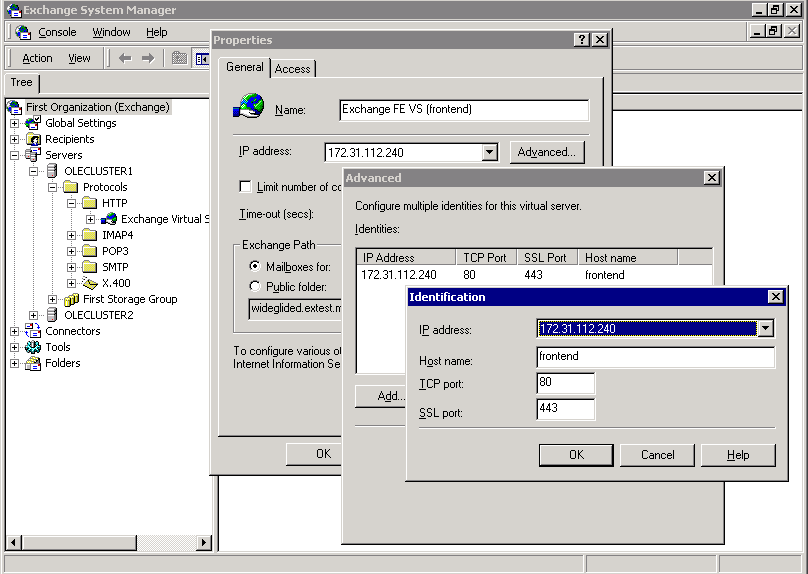 Exchange System Manager
Console Window Help
Action View
Tree
First Organization (Exchange)
Global Settings
Recipients
Servers
OLECLUSTER1
Protocols
HTTP
Exchange Virtual S
IMAP4
POP3
SMTP
X.400
First Storage Group
OLECLUSTER2
Connectors
Tools
Folders
Properties
General Access
Name: Exchange FE VS (frontend)
IP address: 172.31.112.240 Advanced...
Limit number of co
Time-out (secs):
Exchange Path
Mailboxes for:
Public folder:
wideglided.extest.m
To configure various ot
Internet Information Se
OK
Advanced
Configure multiple identities for this virtual server.
Identities:
IP Address TCP Port SSL Port Host name
172.31.112.240 80 443 frontend
Add...
Identification
IP address: 172.31.112.240
Host name: frontend
TCP port: 80
SSL port: 443
OK Cancel Help